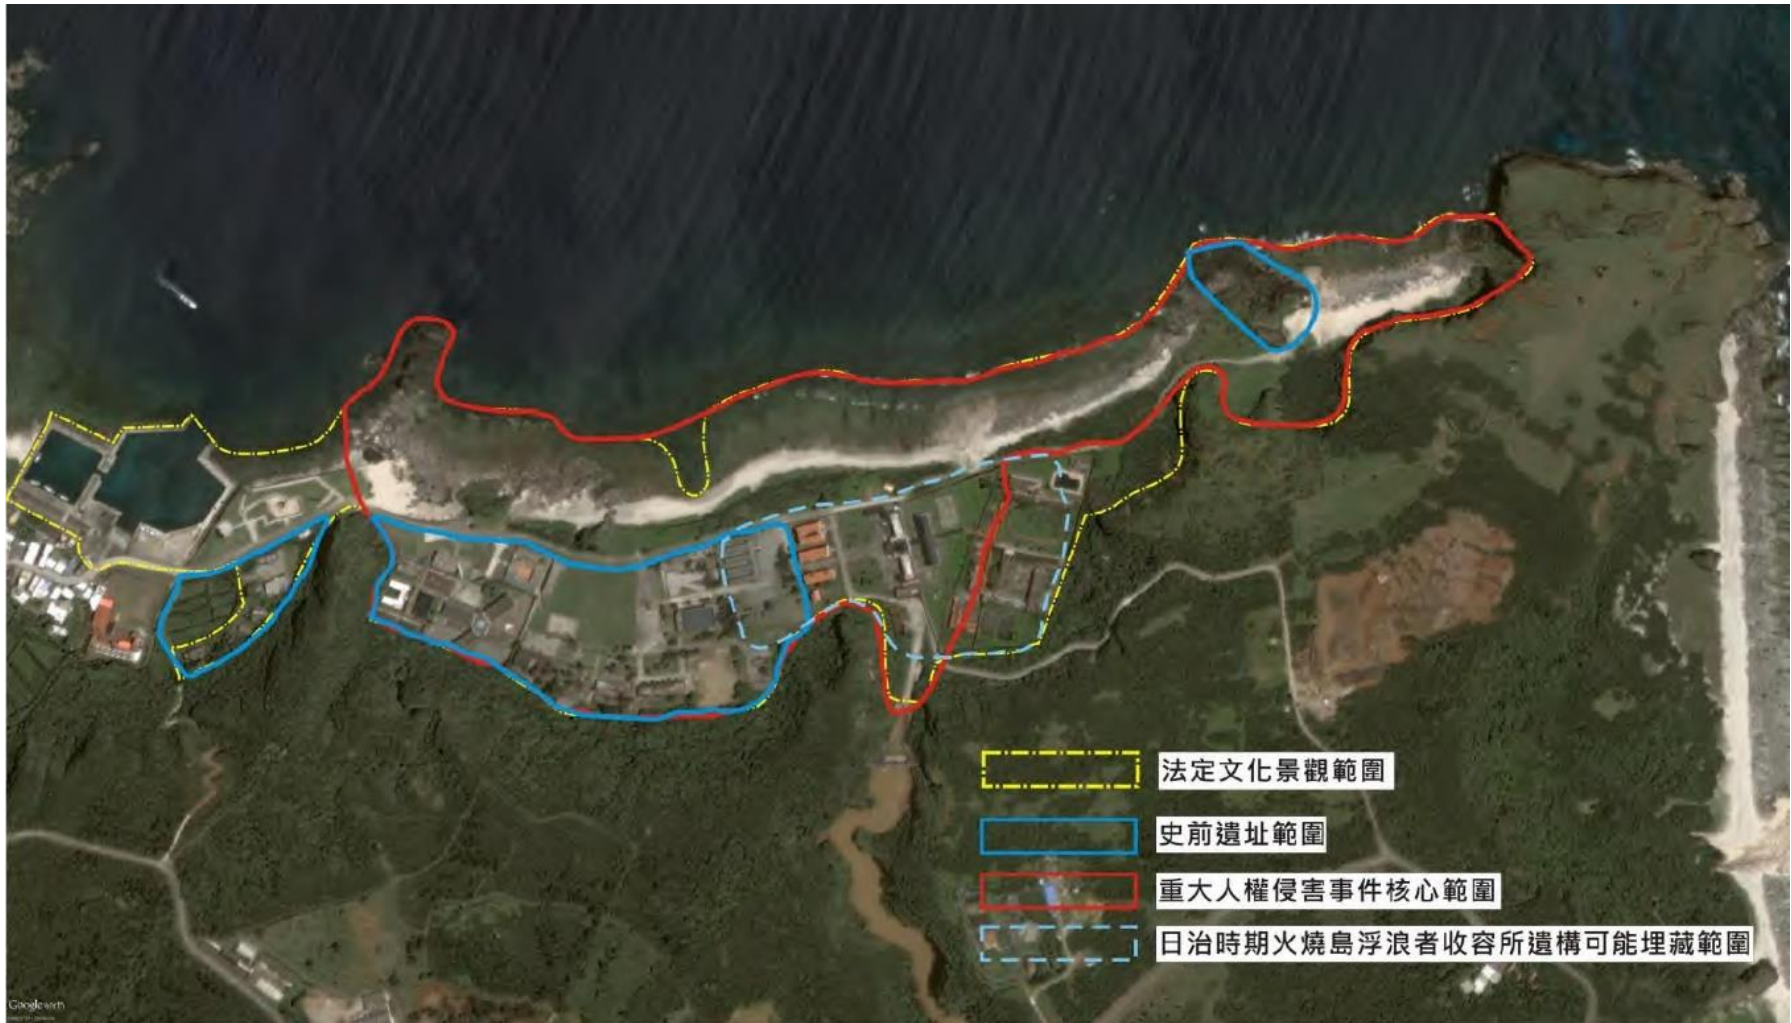 法定文化景觀範圍
史前遺址範圍
重大人權侵害事件核心範圍
日治時期火燒島浮浪者收容所遺構可能埋藏範圍
Google earth